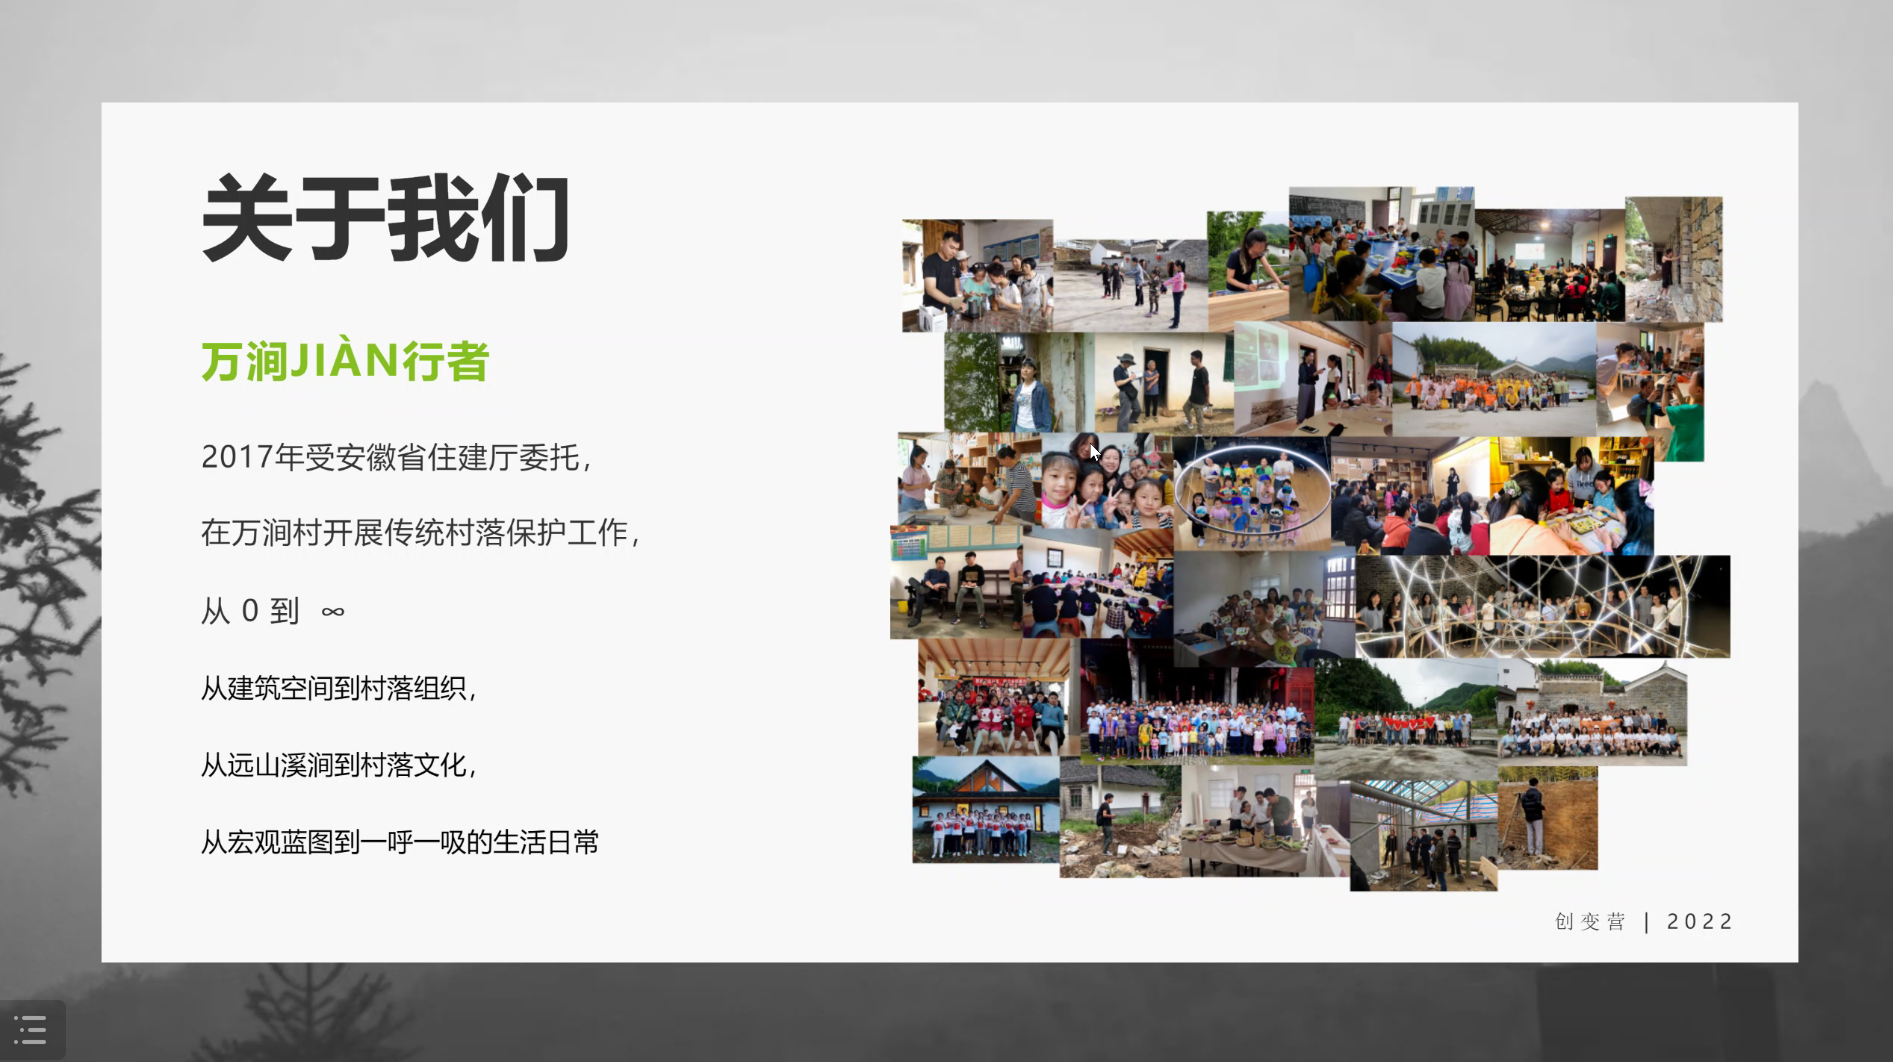 关于我们
万涧JIÀN行者
2017年受安徽省住建厅委托，
在万涧村开展传统村落保护工作，
从 0 到 ∞
从建筑空间到村落组织，
从远山溪涧到村落文化，
从宏观蓝图到一呼一吸的生活日常
创变营 | 2022